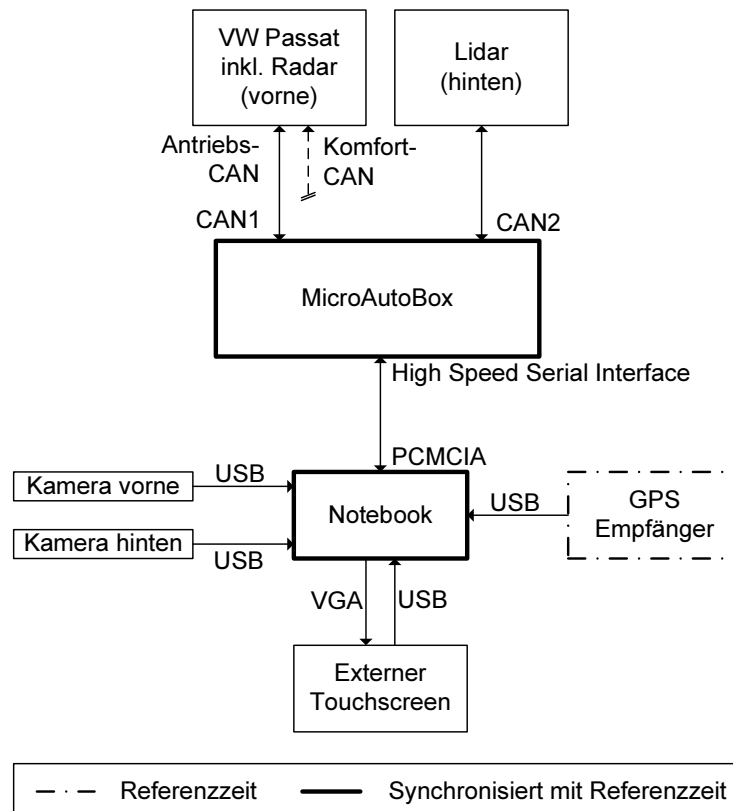 VW Passat
inkl. Radar
(vorne)
Lidar
(hinten)
Antriebs-
CAN
Komfort-
CAN
CAN1
CAN2
MicroAutoBox
High Speed Serial Interface
PCMCIA
Kamera vorne
USB
Notebook
USB
GPS
Empfänger
Kamera hinten
USB
VGA
USB
Externer
Touchscreen
Referenzzeit
Synchronisiert mit Referenzzeit